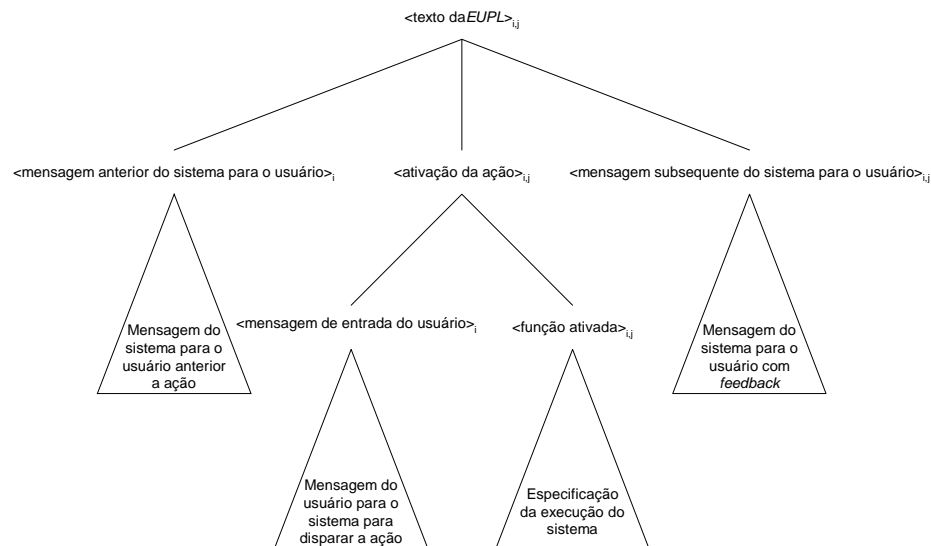 <texto daEUPL>i,j
<mensagem anterior do sistema para o usuário>i
<ativação da ação>i,j
<mensagem subsequente do sistema para o usuário>i,j
Mensagem do
sistema para o
usuário anterior
a ação
<mensagem de entrada do usuário>i
<função ativada>i,j
Mensagem do
sistema para o
usuário com
feedback
Mensagem do
usuário para o
sistema para
disparar a ação
Especificação
da execução do
sistema